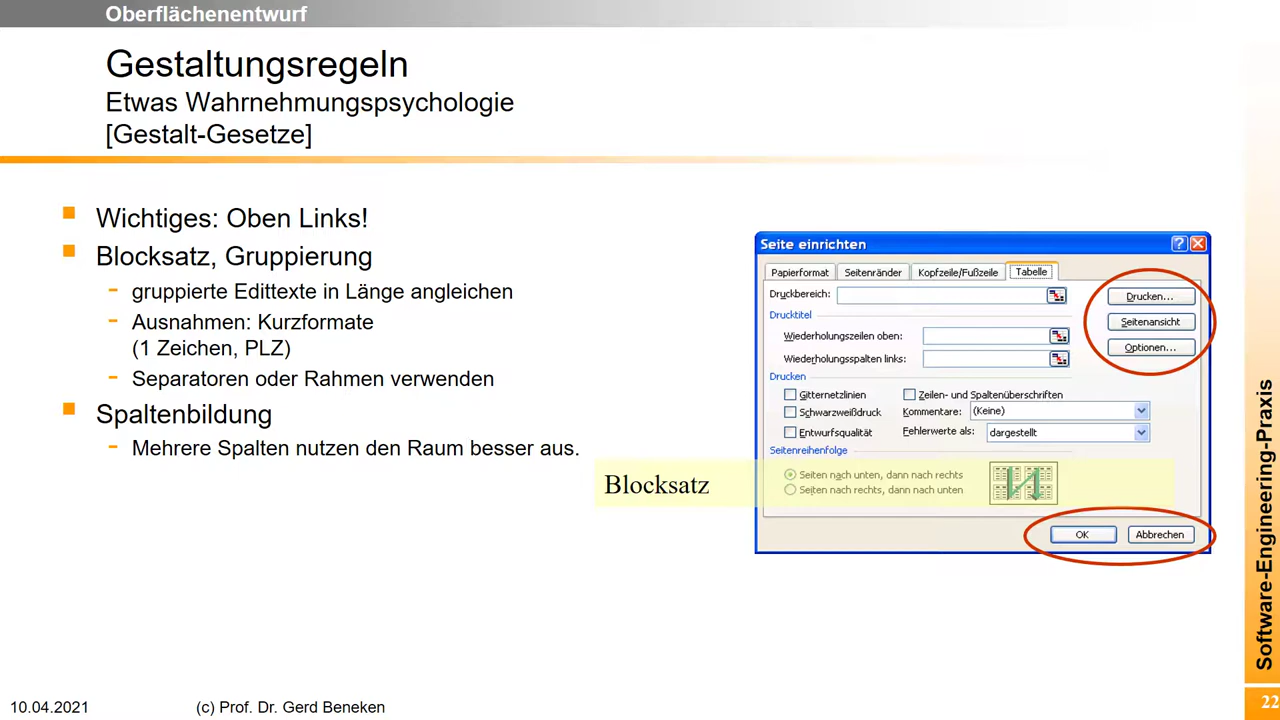 Oberflächenentwurf
Gestaltungsregeln
Etwas Wahrnehmungspsychologie
[Gestalt-Gesetze]
Wichtiges: Oben Links!
Blocksatz, Gruppierung
- gruppierte Edittexte in Länge angleichen
- Ausnahmen: Kurzformate
(1 Zeichen, PLZ)
- Separatoren oder Rahmen verwenden
Spaltenbildung
- Mehrere Spalten nutzen den Raum besser aus.
Blocksatz
Seite einrichten
Papierformat Seitenränder Kopfzeile/Fußzeile Tabelle
Druckbereich:
Drucken...
Drucktitel
Seitenansicht
Wiederholungszeilen oben:
Optionen...
Wiederholungsspalten links:
Drucken
Gitternetzlinien Zeilen- und Spaltenüberschriften
Schwarzweißdruck Kommentare: (Keine)
Entwurfsqualität Fehlerwerte als: dargestellt
Seitenreihenfolge
Seiten nach unten, dann nach rechts
Seiten nach rechts, dann nach unten
OK Abbrechen
Software-Engineering-Praxis
10.04.2021 (c) Prof. Dr. Gerd Beneken 22